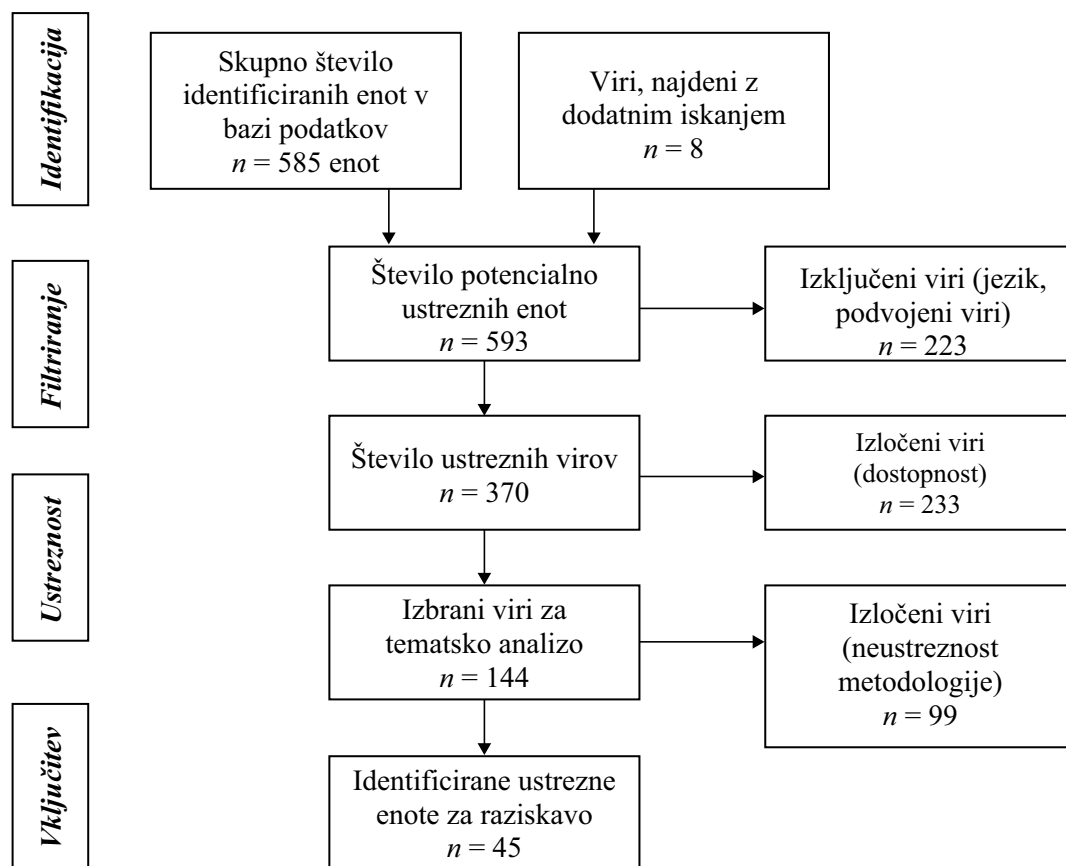 Identifikacija
Skupno število
identificiranih enot v
bazi podatkov
n = 585 enot
Viri, najdeni z
dodatnim iskanjem
n = 8
Filtriranje
Število potencialno
ustreznih enot
n = 593
Izključeni viri (jezik,
podvojeni viri)
n = 223
Ustreznost
Število ustreznih virov
n = 370
Izločeni viri
(dostopnost)
n = 233
Izbrani viri za
tematsko analizo
n = 144
Izločeni viri
(neustreznost
metodologije)
n = 99
Vključitev
Identificirane ustrezne
enote za raziskavo
n = 45